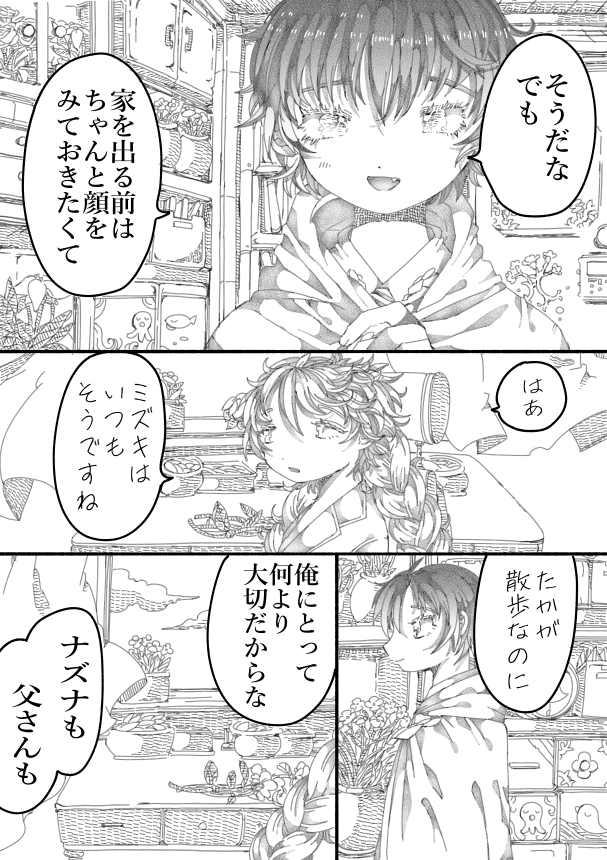 そうだな
でも
家を出る前は
ちゃんと顔を
みておきたくて
はあ
ミズキは
いつも
そうですね
たかが
散歩なのに
俺にとって
何より
大切だからな
ナズナも
父さんも